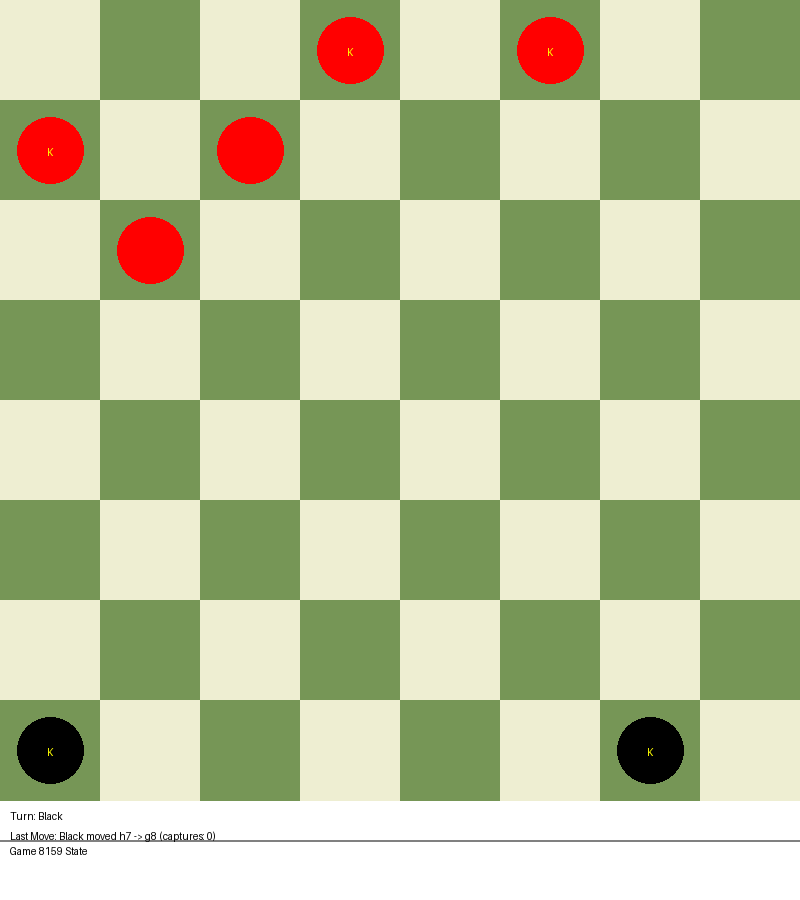 K K
K
K K
Turn: Black
Last Move: Black moved h7 -> g8 (captures: 0)
Game 8159 State